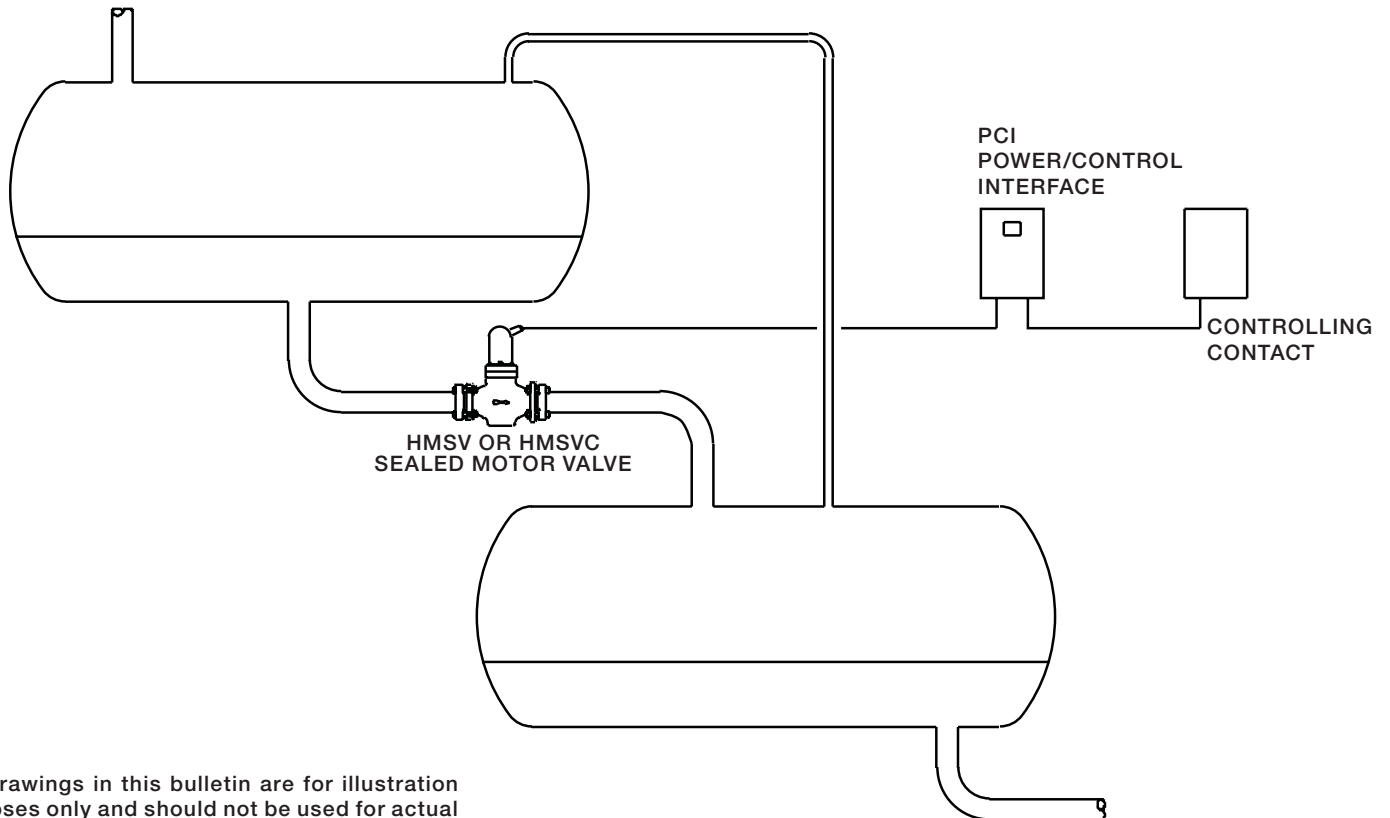 PCI
POWER/CONTROL
INTERFACE
CONTROLLING
CONTACT
HMSV OR HMSVC
SEALED MOTOR VALVE
rawings in this bulletin are for illustration
oses only and should not be used for actual